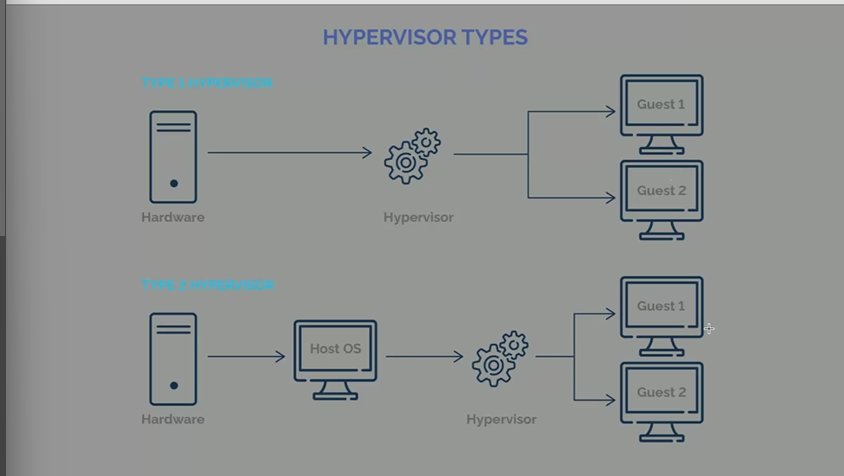 HYPERVISOR TYPES
TYPE 1 HYPERVISOR
Guest 1
Guest 2
Hardware
Hypervisor
TYPE 2 HYPERVISOR
Guest 1
Host OS
Guest 2
Hardware
Hypervisor